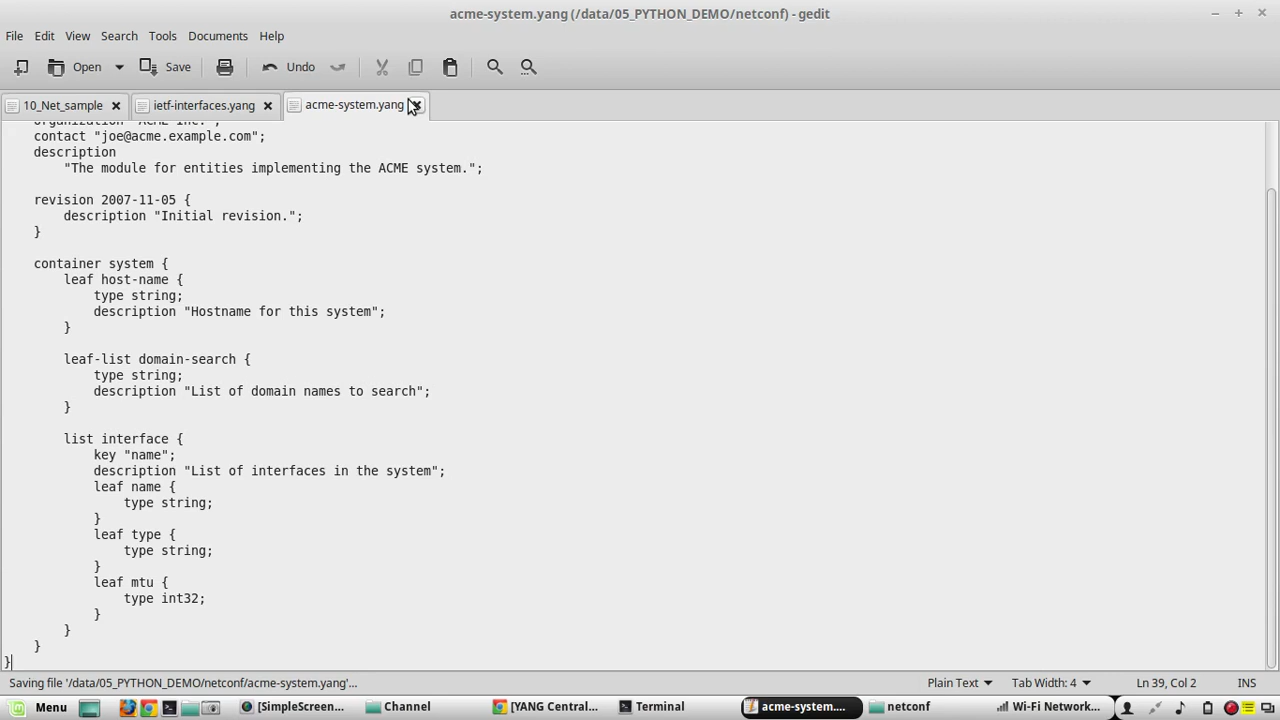 acme-system.yang (/data/05_PYTHON_DEMO/netconf) - gedit
File Edit View Search Tools Documents Help
Open Save Undo
10_Net_sample ietf-interfaces.yang acme-system.yang
organization "ACME Inc.";
contact "joe@acme.example.com";
description
"The module for entities implementing the ACME system.";
revision 2007-11-05 {
description "Initial revision.";
}
container system {
leaf host-name {
type string;
description "Hostname for this system";
}
leaf-list domain-search {
type string;
description "List of domain names to search";
}
list interface {
key "name";
description "List of interfaces in the system";
leaf name {
type string;
}
leaf type {
type string;
}
leaf mtu {
type int32;
}
}
}
}
Saving file '/data/05_PYTHON_DEMO/netconf/acme-system.yang'... Plain Text Tab Width: 4 Ln 39, Col 2 INS
Menu [SimpleScreen... Channel [YANG Central... Terminal acme-system.... netconf Wi-Fi Network...